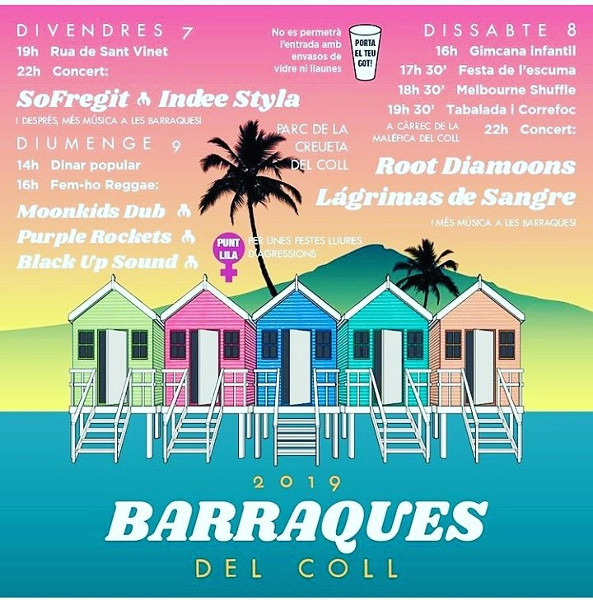 DIVENDRES 7
19h Rua de Sant Vinet
22h Concert:
SoFregit Indee Styla
I DESPRÉS, MÉS MÚSICA A LES BARRAQUES!
DIUMENGE 9
14h Dinar popular
16h Fem-ho Reggae:
Moonkids Dub
Purple Rockets
Black Up Sound
No es permetrà
l'entrada amb
envasos de
vidre ni llaunes
PORTA
EL TEU
GOT!
PARC DE LA
CREUETA
DEL COLL
PUNT
LILA
PER UNES FESTES LLIURES
D'AGRESSIONS
DISSABTE 8
16h Gimcana infantil
17h 30' Festa de l'escuma
18h 30' Melbourne Shuffle
19h 30' Tabalada i Correfoc
A CÀRREC DE LA
MALÈFICA DEL COLL
22h Concert:
Root Diamoons
Lágrimas de Sangre
I MÉS MÚSICA A LES BARRAQUES!
2019
BARRAQUES
DEL COLL